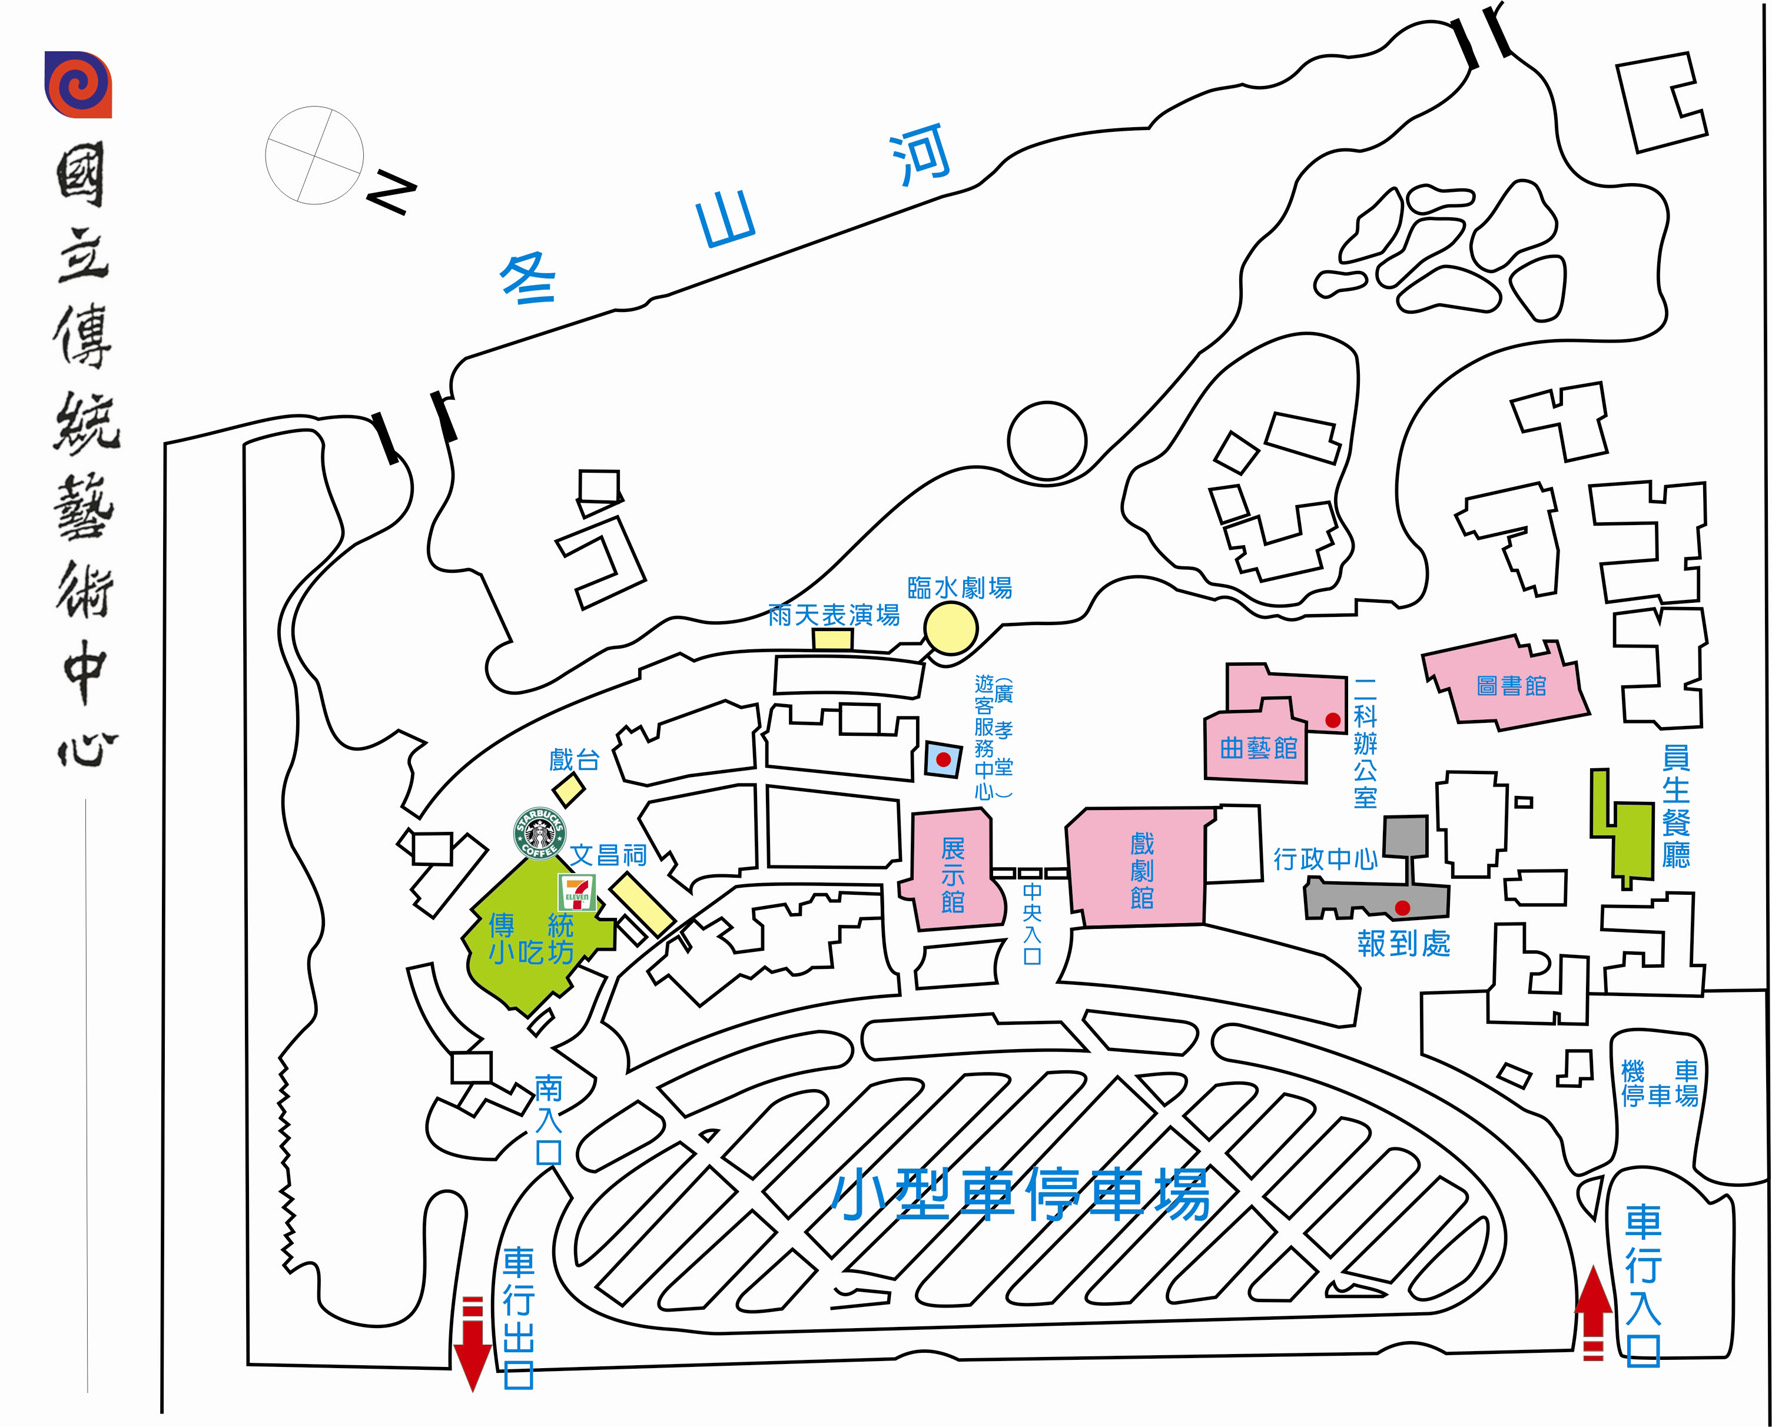 國立傳統藝術中心
N
冬山河
臨水劇場
雨天表演場
遊客服務中心
(廣孝堂)
戲台
STARBUCKS
COFFEE
文昌祠
7
ELEVEN
傳統
小吃坊
展示館
中央入口
戲劇館
曲藝館
二科辦公室
圖書館
行政中心
報到處
員生餐廳
南入口
機車
停車場
小型車停車場
車行出口
車行入口